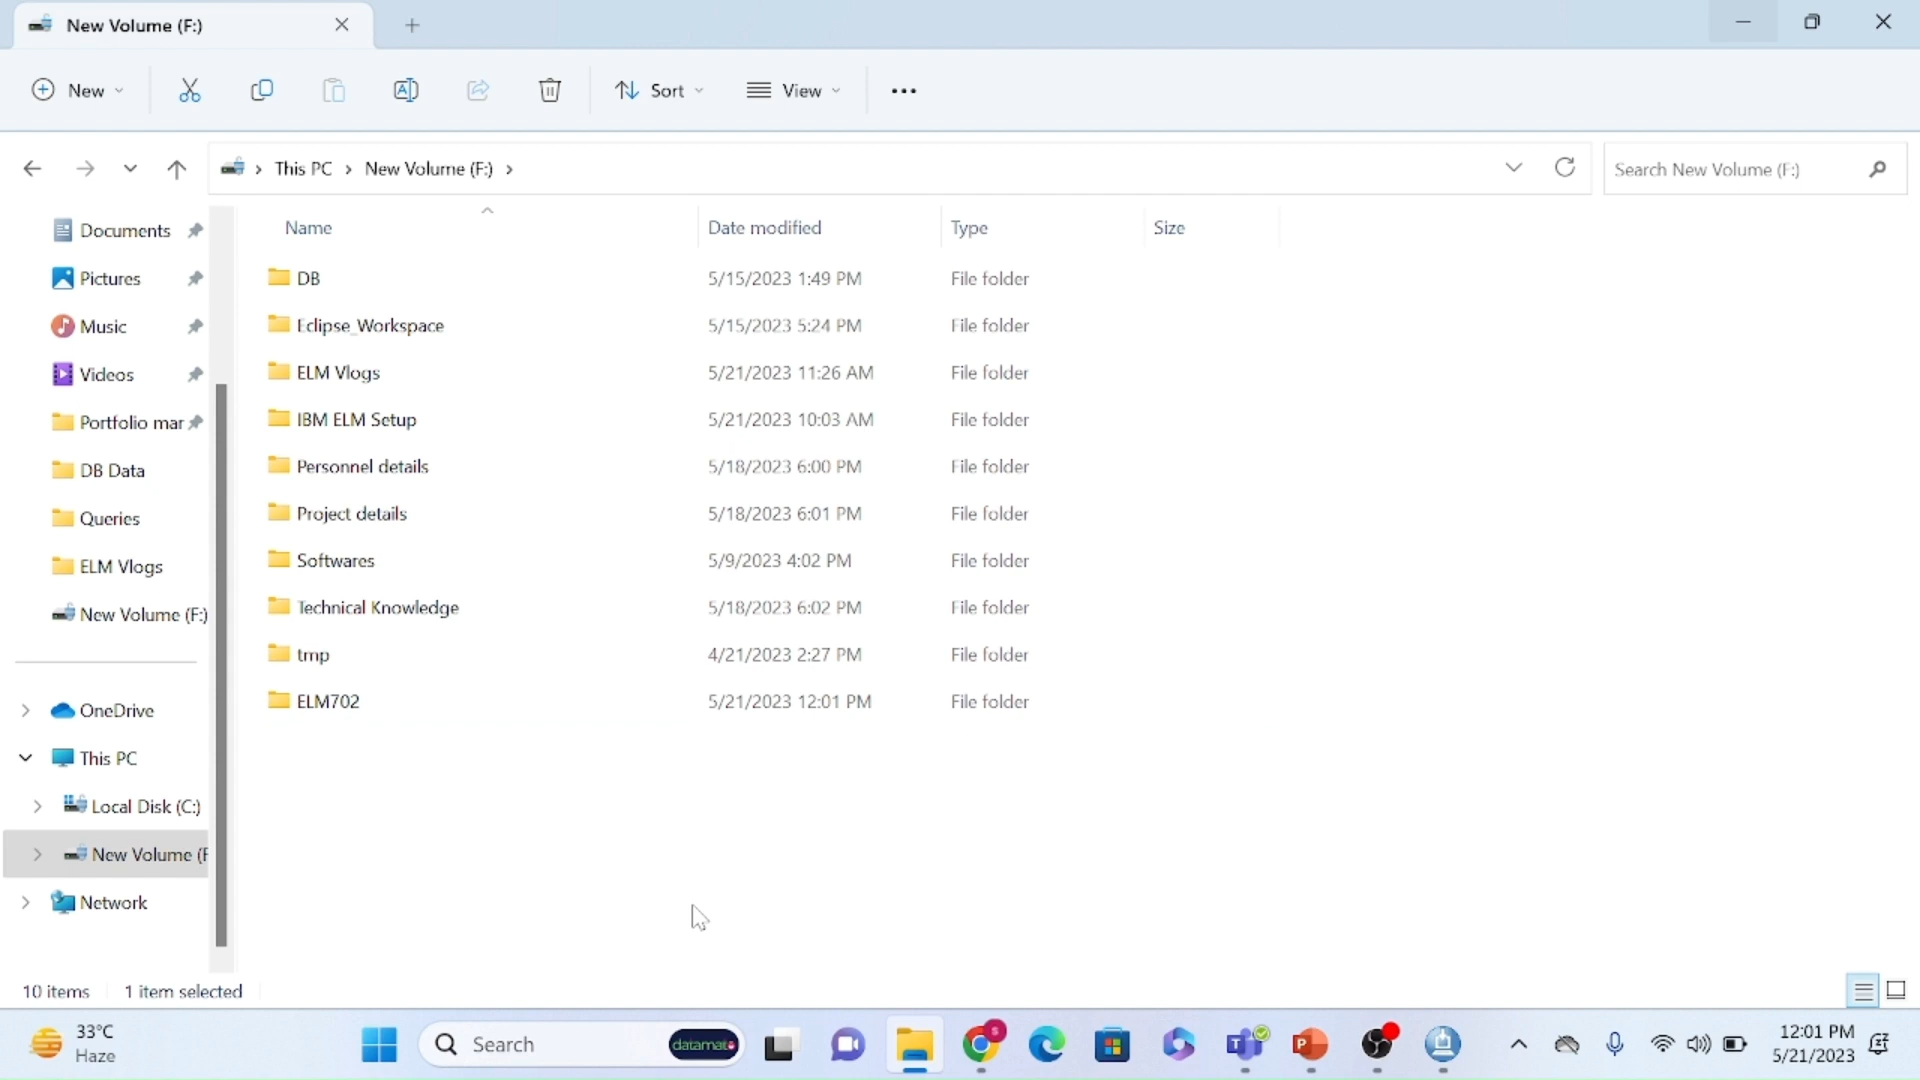 New Volume (F:)
New
Sort
View
This PC
New Volume (F:)
Search New Volume (F:)
Documents
Pictures
Music
Videos
Portfolio mar
DB Data
Queries
ELM Vlogs
New Volume (F:)
OneDrive
This PC
Local Disk (C:)
New Volume (F
Network
Name Date modified Type Size
DB 5/15/2023 1:49 PM File folder
Eclipse_Workspace 5/15/2023 5:24 PM File folder
ELM Vlogs 5/21/2023 11:26 AM File folder
IBM ELM Setup 5/21/2023 10:03 AM File folder
Personnel details 5/18/2023 6:00 PM File folder
Project details 5/18/2023 6:01 PM File folder
Softwares 5/9/2023 4:02 PM File folder
Technical Knowledge 5/18/2023 6:02 PM File folder
tmp 4/21/2023 2:27 PM File folder
ELM702 5/21/2023 12:01 PM File folder
10 items 1 item selected
33°C
Haze
Search
datamato
12:01 PM
5/21/2023